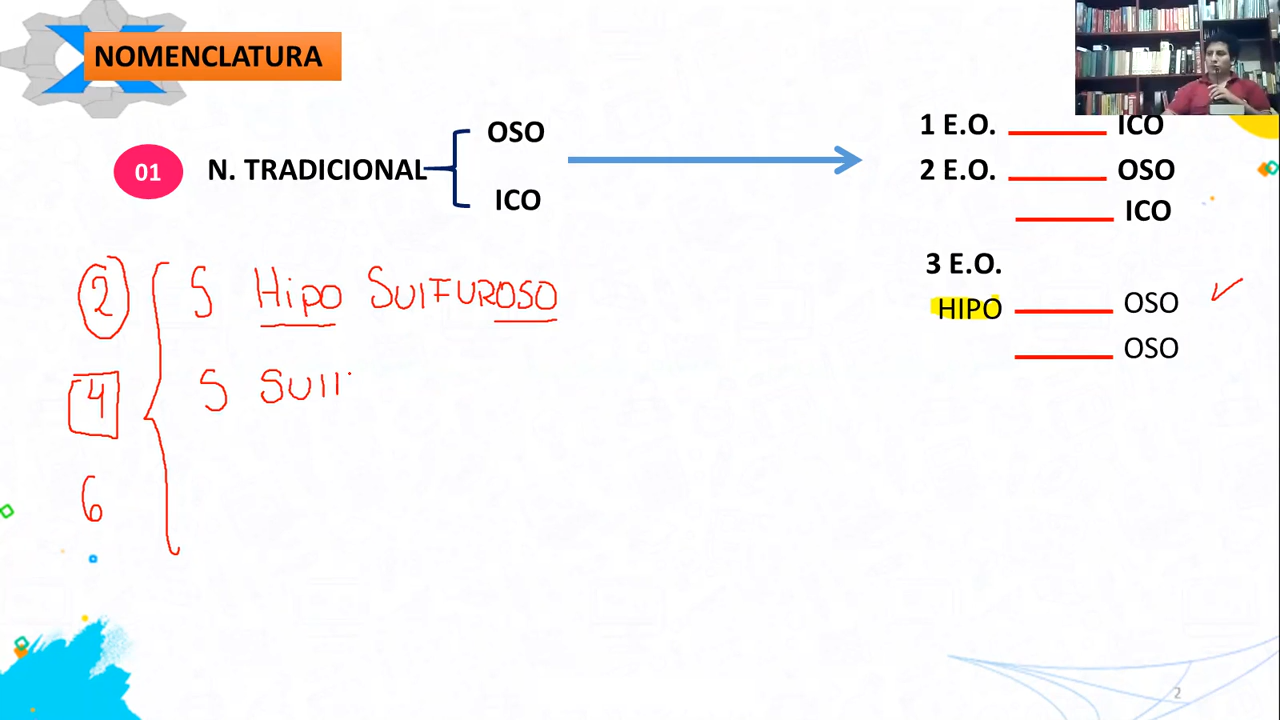 NOMENCLATURA
01 N. TRADICIONAL
OSO
ICO
1 E.O. ICO
2 E.O. OSO
ICO
3 E.O.
HIPO OSO
OSO
2 S Hipo SUlFUROSO
4 S SUl
6
2